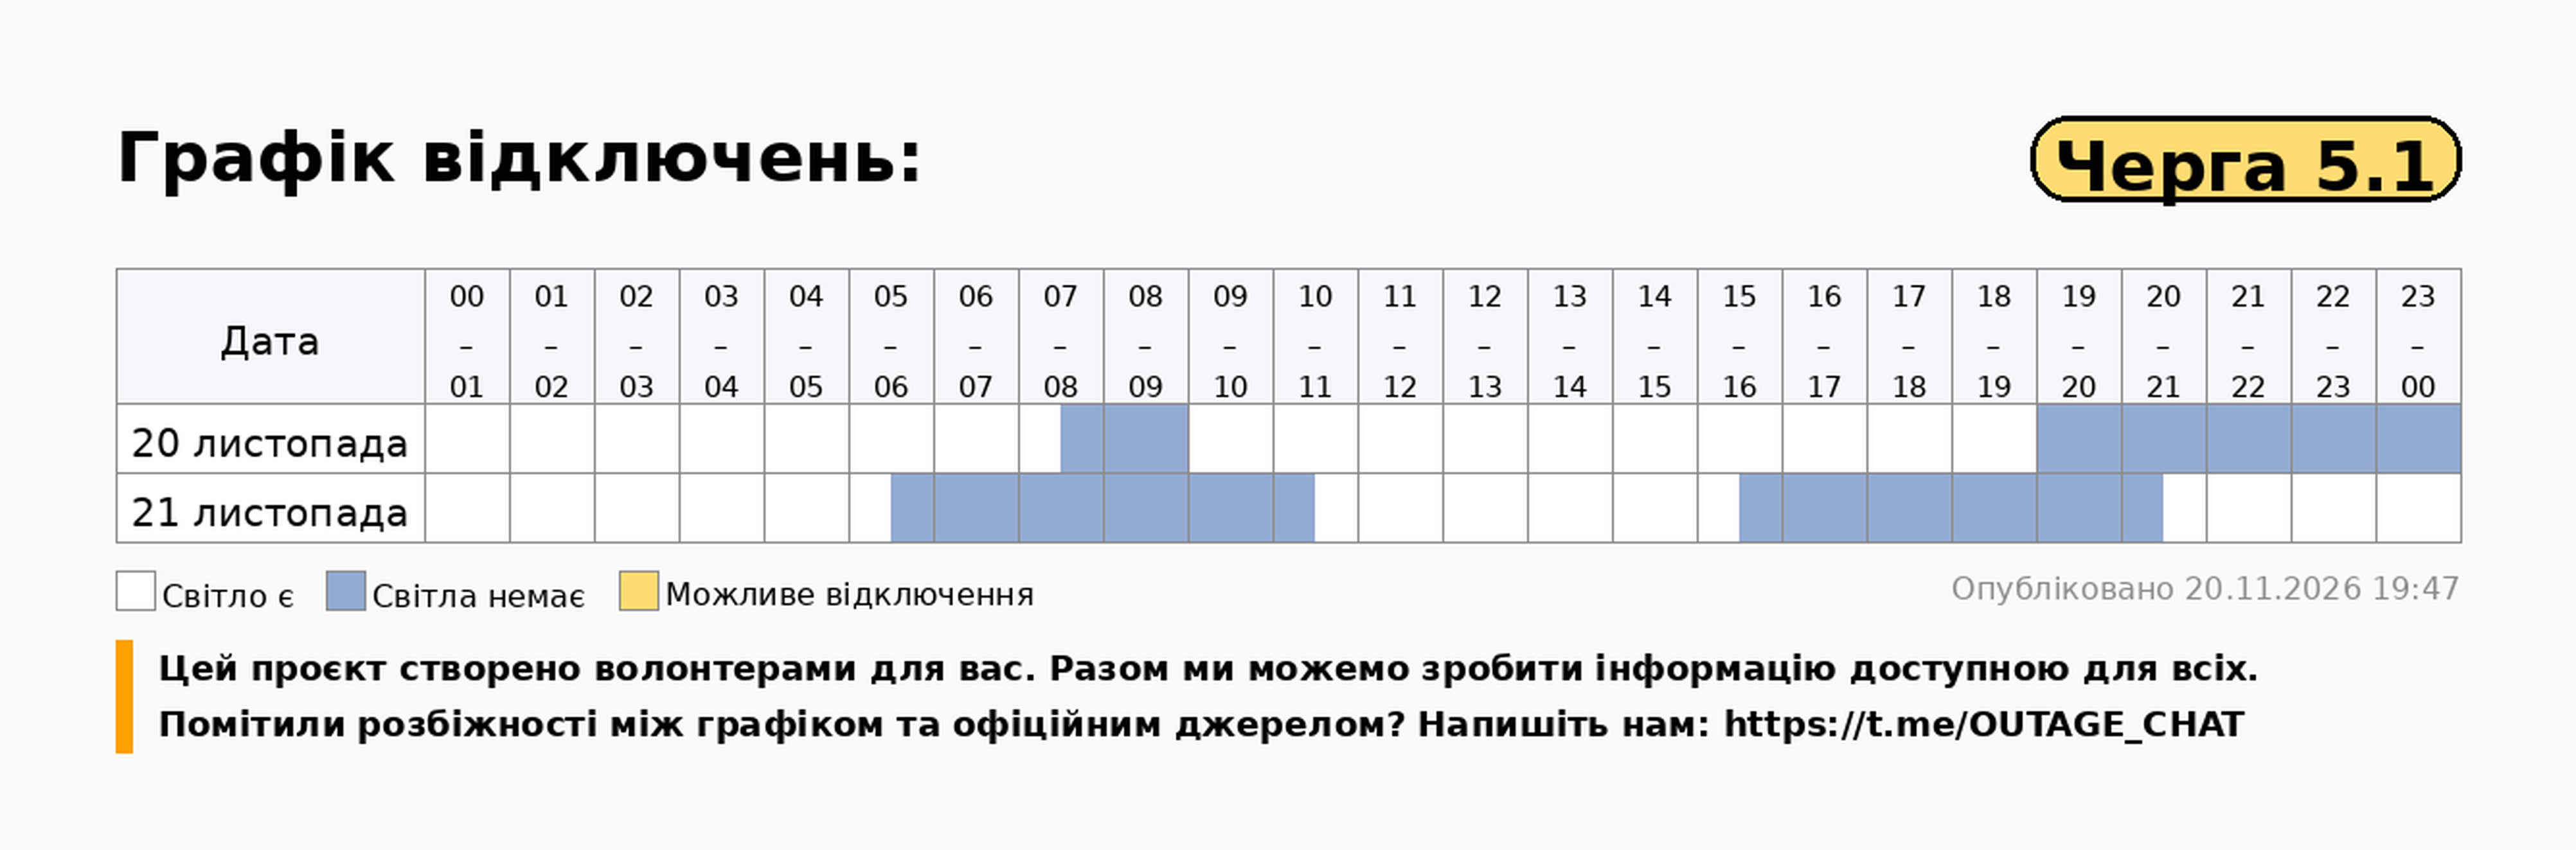 Графік відключень:
Черга 5.1
Дата
00 – 01
01 – 02
02 – 03
03 – 04
04 – 05
05 – 06
06 – 07
07 – 08
08 – 09
09 – 10
10 – 11
11 – 12
12 – 13
13 – 14
14 – 15
15 – 16
16 – 17
17 – 18
18 – 19
19 – 20
20 – 21
21 – 22
22 – 23
23 – 00
20 листопада
21 листопада
Світло є
Світла немає
Можливе відключення
Опубліковано 20.11.2026 19:47
Цей проєкт створено волонтерами для вас. Разом ми можемо зробити інформацію доступною для всіх.
Помітили розбіжності між графіком та офіційним джерелом? Напишіть нам: https://t.me/OUTAGE_CHAT